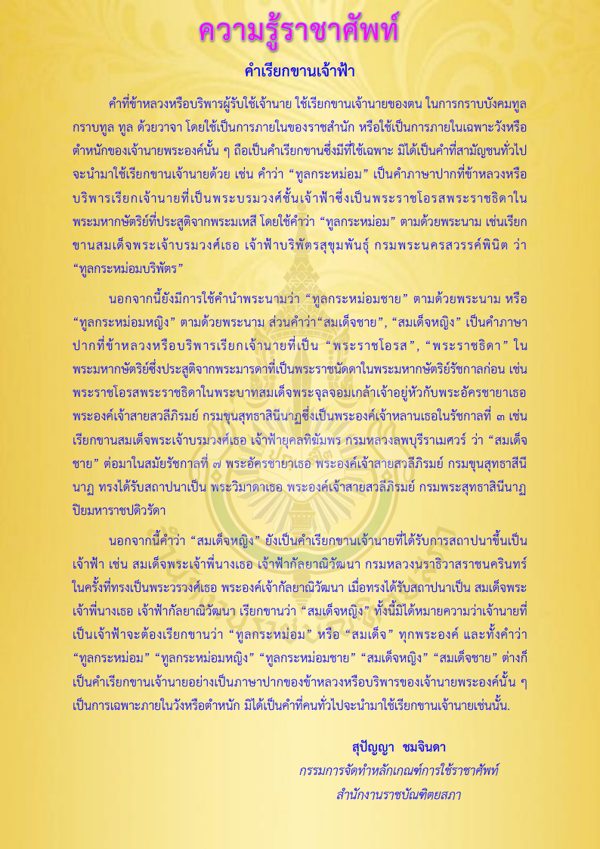 ความรู้ราชาศัพท์
คำเรียกขานเจ้าฟ้า
คำที่ข้าหลวงหรือบริพารผู้รับใช้เจ้านาย ใช้เรียกขานเจ้านายของตน ในการกราบบังคมทูล
กราบทูล ทูล ด้วยวาจา โดยใช้เป็นการภายในของราชสำนัก หรือใช้เป็นการภายในเฉพาะวังหรือ
ตำหนักของเจ้านายพระองค์นั้น ๆ ถือเป็นคำเรียกขานซึ่งมีที่ใช้เฉพาะ มิได้เป็นคำที่สามัญชนทั่วไป
จะนำมาใช้เรียกขานเจ้านายด้วย เช่น คำว่า “ทูลกระหม่อม” เป็นคำภาษาปากที่ข้าหลวงหรือ
บริพารเรียกเจ้านายที่เป็นพระบรมวงศ์ชั้นเจ้าฟ้าซึ่งเป็นพระราชโอรสพระราชธิดาใน
พระมหากษัตริย์ที่ประสูติจากพระมเหสี โดยใช้คำว่า “ทูลกระหม่อม” ตามด้วยพระนาม เช่นเรียก
ขานสมเด็จพระเจ้าบรมวงศ์เธอ เจ้าฟ้าบริพัตรสุขุมพันธุ์ กรมพระนครสวรรค์พินิต ว่า
“ทูลกระหม่อมบริพัตร”
นอกจากนี้ยังมีการใช้คำนำพระนามว่า “ทูลกระหม่อมชาย” ตามด้วยพระนาม หรือ
“ทูลกระหม่อมหญิง” ตามด้วยพระนาม ส่วนคำว่า“สมเด็จชาย”, “สมเด็จหญิง” เป็นคำภาษา
ปากที่ข้าหลวงหรือบริพารเรียกเจ้านายที่เป็น “พระราชโอรส”, “พระราชธิดา” ใน
พระมหากษัตริย์ซึ่งประสูติจากพระมารดาที่เป็นพระราชนัดดาในพระมหากษัตริย์รัชกาลก่อน เช่น
พระราชโอรสพระราชธิดาในพระบาทสมเด็จพระจุลจอมเกล้าเจ้าอยู่หัวกับพระอัครชายาเธอ
พระองค์เจ้าสายสวลีภิรมย์ กรมขุนสุทธาสินีนาฏซึ่งเป็นพระองค์เจ้าหลานเธอในรัชกาลที่ ๓ เช่น
เรียกขานสมเด็จพระเจ้าบรมวงศ์เธอ เจ้าฟ้ายุคลทิฆัมพร กรมหลวงลพบุรีราเมศวร์ ว่า “สมเด็จ
ชาย” ต่อมาในสมัยรัชกาลที่ ๗ พระอัครชายาเธอ พระองค์เจ้าสายสวลีภิรมย์ กรมขุนสุทธาสินี
นาฏ ทรงได้รับสถาปนาเป็น พระวิมาดาเธอ พระองค์เจ้าสายสวลีภิรมย์ กรมพระสุทธาสินีนาฏ
ปิยมหาราชปดิวรัดา
นอกจากนี้คำว่า “สมเด็จหญิง” ยังเป็นคำเรียกขานเจ้านายที่ได้รับการสถาปนาขึ้นเป็น
เจ้าฟ้า เช่น สมเด็จพระเจ้าพี่นางเธอ เจ้าฟ้ากัลยาณิวัฒนา กรมหลวงนราธิวาสราชนครินทร์
ในครั้งที่ทรงเป็นพระวรวงศ์เธอ พระองค์เจ้ากัลยาณิวัฒนา เมื่อทรงได้รับสถาปนาเป็น สมเด็จพระ
เจ้าพี่นางเธอ เจ้าฟ้ากัลยาณิวัฒนา เรียกขานว่า “สมเด็จหญิง” ทั้งนี้มิได้หมายความว่าเจ้านายที่
เป็นเจ้าฟ้าจะต้องเรียกขานว่า “ทูลกระหม่อม” หรือ “สมเด็จ” ทุกพระองค์ และทั้งคำว่า
“ทูลกระหม่อม” “ทูลกระหม่อมหญิง” “ทูลกระหม่อมชาย” “สมเด็จหญิง” “สมเด็จชาย” ต่างก็
เป็นคำเรียกขานเจ้านายอย่างเป็นภาษาปากของข้าหลวงหรือบริพารของเจ้านายพระองค์นั้น ๆ
เป็นการเฉพาะภายในวังหรือตำหนัก มิได้เป็นคำที่คนทั่วไปจะนำมาใช้เรียกขานเจ้านายเช่นนั้น.
สุปัญญา ชมจินดา
กรรมการจัดทำหลักเกณฑ์การใช้ราชาศัพท์
สำนักงานราชบัณฑิตยสภา